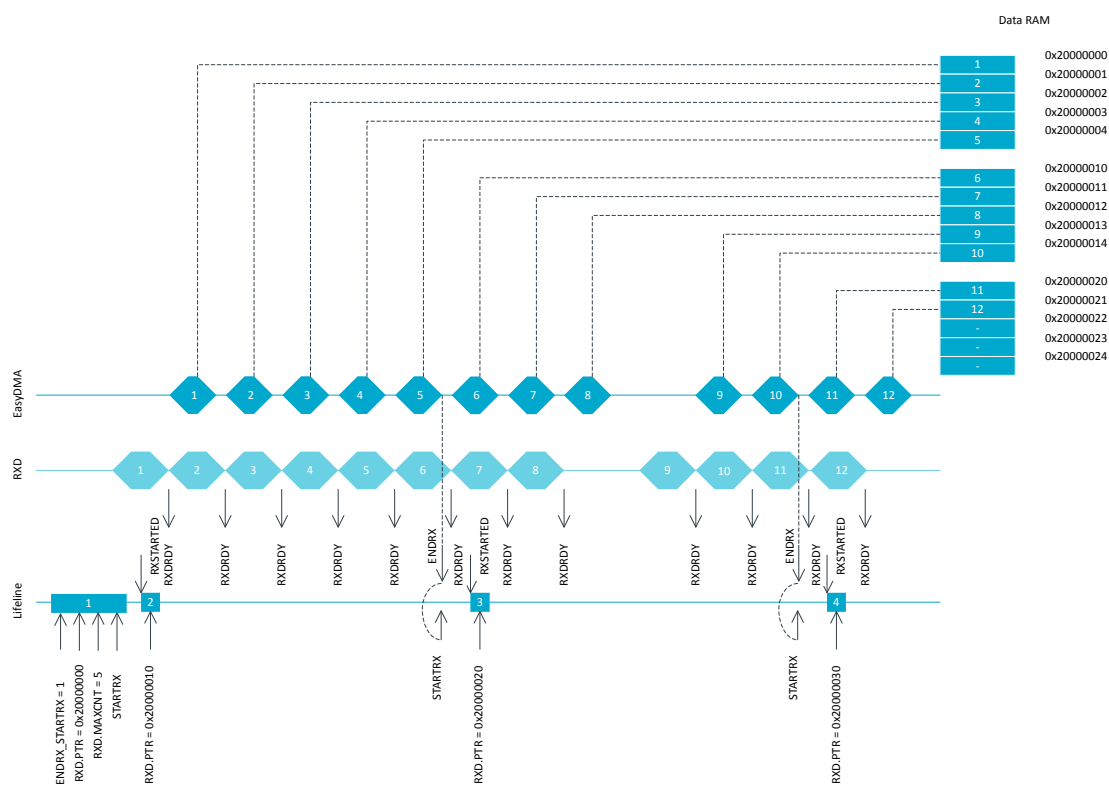 Data RAM
0x20000000
1
0x20000001
2
0x20000002
3
0x20000003
4
0x20000004
5
0x20000010
6
0x20000011
7
0x20000012
8
0x20000013
9
0x20000014
10
0x20000020
11
0x20000021
12
0x20000022
-
0x20000023
-
0x20000024
-
EasyDMA
1 2 3 4 5 6 7 8 9 10 11 12
RXD
1 2 3 4 5 6 7 8 9 10 11 12
RXSTARTED
RXDRDY
RXDRDY
RXDRDY
RXDRDY
RXDRDY
ENDRX
RXDRDY
RXSTARTED
RXDRDY
RXDRDY
RXDRDY
RXDRDY
ENDRX
RXDRDY
RXSTARTED
RXDRDY
Lifeline
1 2 3 4
ENDRX_STARTRX = 1
RXD.PTR = 0x20000000
RXD.MAXCNT = 5
STARTRX
RXD.PTR = 0x20000010
STARTRX
RXD.PTR = 0x20000020
STARTRX
RXD.PTR = 0x20000030